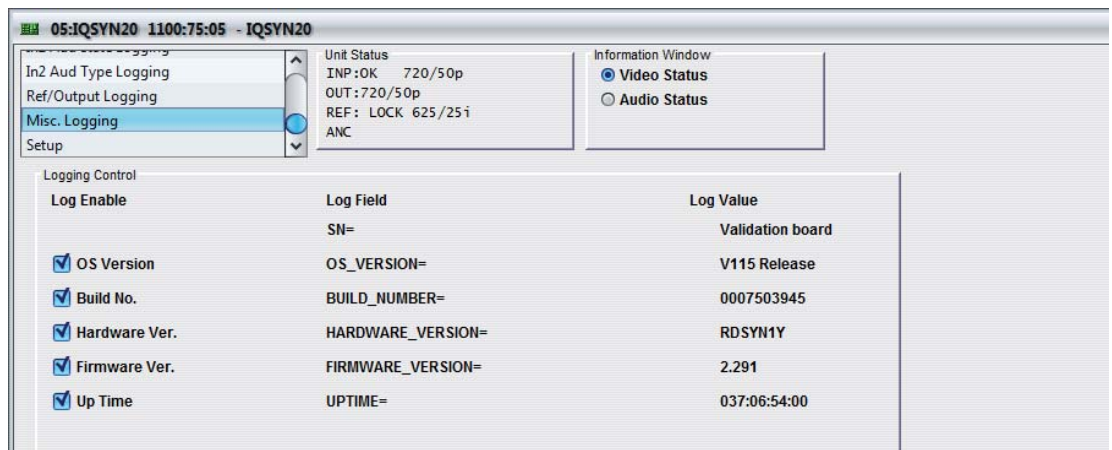 05:IQSYN20 1100:75:05 - IQSYN20
In2 Aud Type Logging
Ref/Output Logging
Misc. Logging
Setup
Unit Status
INP:OK 720/50p
OUT:720/50p
REF: LOCK 625/25i
ANC
Information Window
Video Status
Audio Status
Logging Control
Log Enable Log Field Log Value
SN= Validation board
OS Version OS_VERSION= V115 Release
Build No. BUILD_NUMBER= 0007503945
Hardware Ver. HARDWARE_VERSION= RDSYN1Y
Firmware Ver. FIRMWARE_VERSION= 2.291
Up Time UPTIME= 037:06:54:00